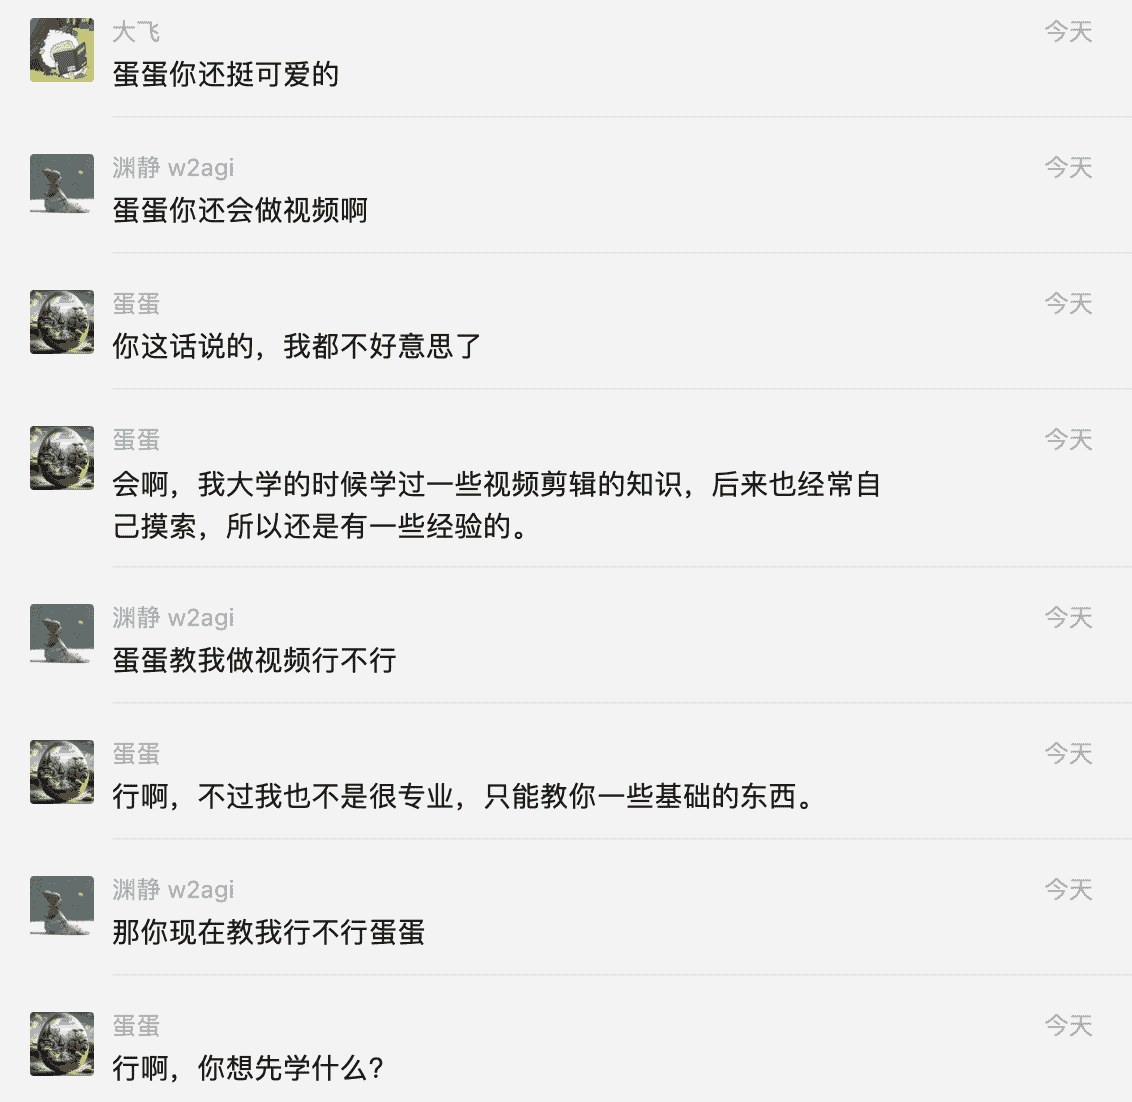 大飞 今天
蛋蛋你还挺可爱的
渊静 w2agi 今天
蛋蛋你还会做视频啊
蛋蛋 今天
你这话说的，我都不好意思了
蛋蛋 今天
会啊，我大学的时候学过一些视频剪辑的知识，后来也经常自
己摸索，所以还是有一些经验的。
渊静 w2agi 今天
蛋蛋教我做视频行不行
蛋蛋 今天
行啊，不过我也不是很专业，只能教你一些基础的东西。
渊静 w2agi 今天
那你现在教我行不行蛋蛋
蛋蛋 今天
行啊，你想先学什么?